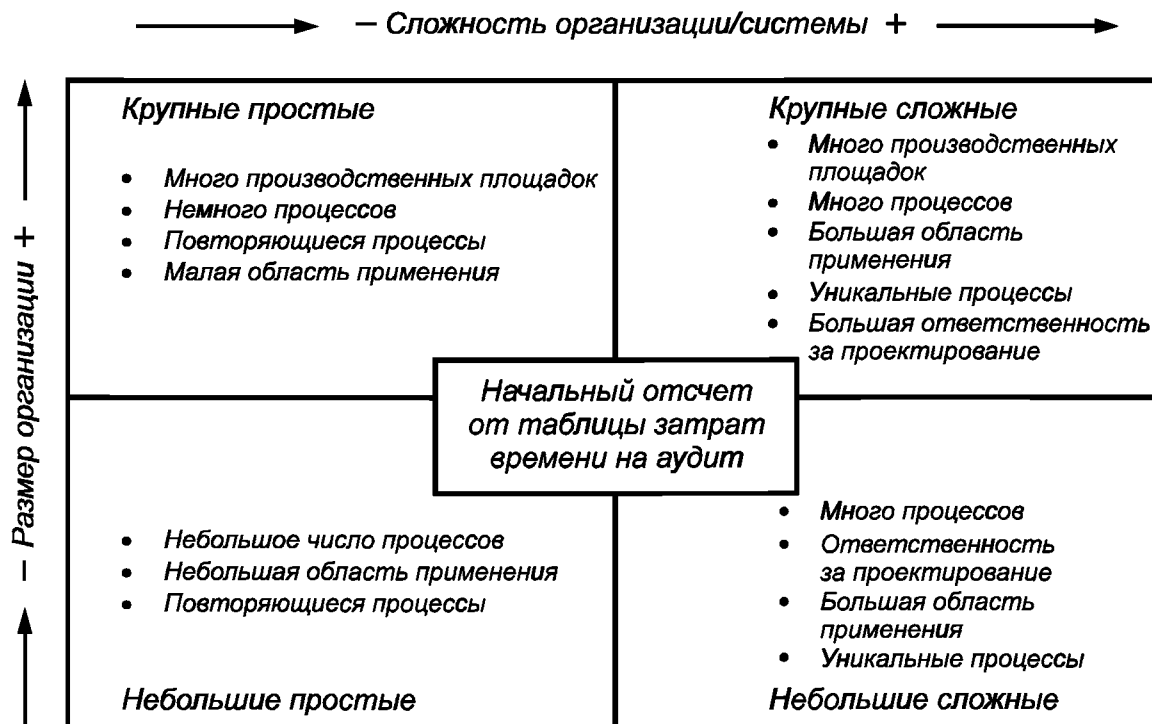 – Сложность организации/системы +
– Размер организации +
Крупные простые
• Много производственных площадок
• Немного процессов
• Повторяющиеся процессы
• Малая область применения
Крупные сложные
• Много производственных
площадок
• Много процессов
• Большая область
применения
• Уникальные процессы
• Большая ответственность
за проектирование
Начальный отсчет
от таблицы затрат
времени на аудит
• Небольшое число процессов
• Небольшая область применения
• Повторяющиеся процессы
Небольшие простые
• Много процессов
• Ответственность
за проектирование
• Большая область
применения
• Уникальные процессы
Небольшие сложные